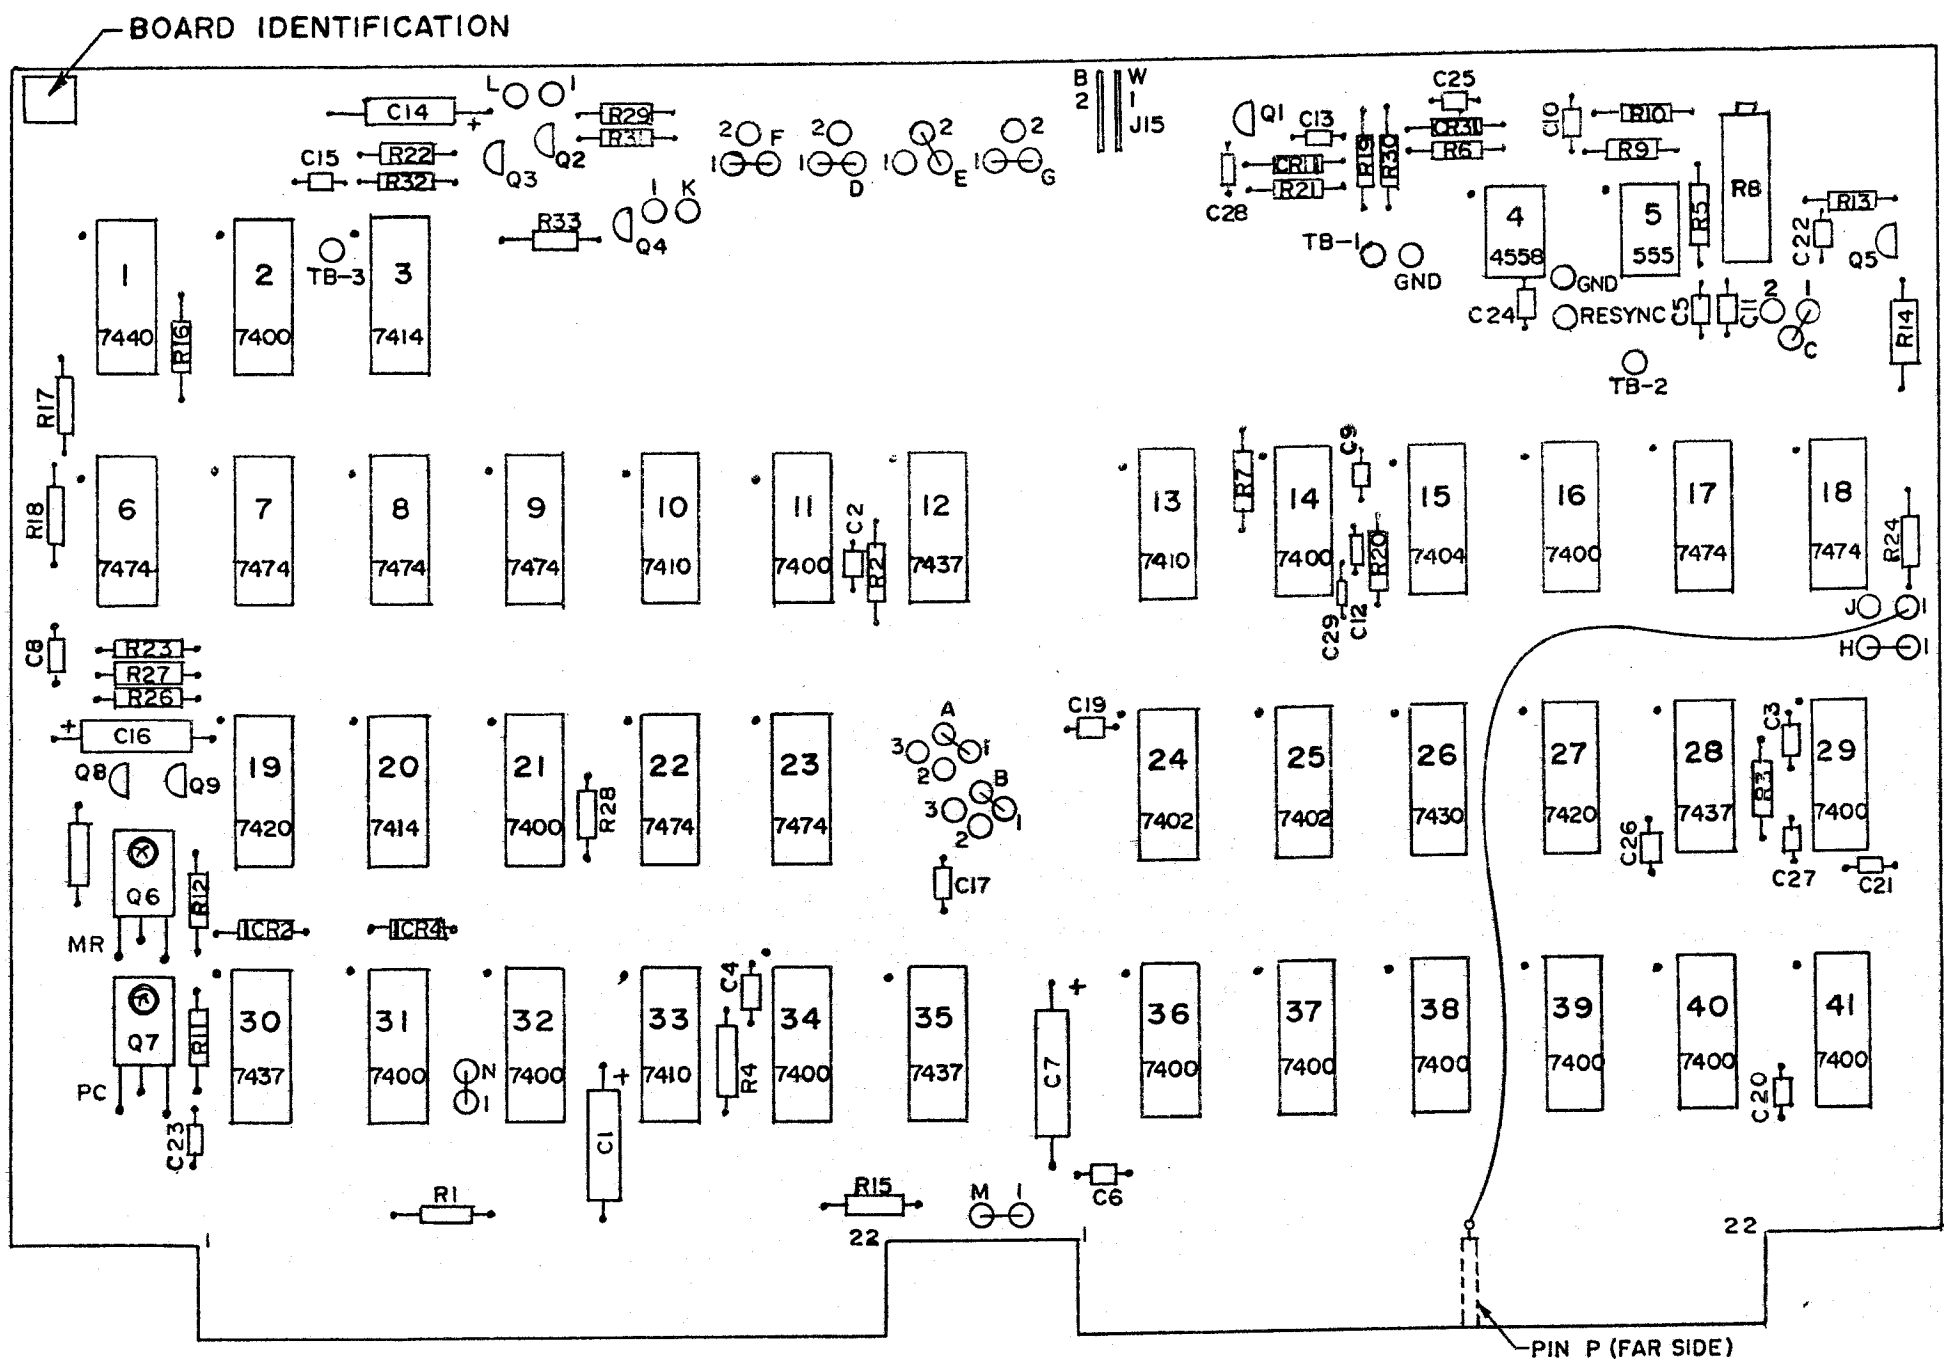 BOARD IDENTIFICATION
L 1
C14 +
R29
R31
Q2
Q3
R22
C15
R32
2 F
1
2
1 D
2
1 E
2
1 G
B W
2 1
J15
Q1
C13
C25
CR31
R6
C10
R10
R9
R8
R19
R30
CR11
R21
C28
R5
R13
C22
Q5
1 K
Q4
R33
TB-3
TB-1
GND
4
4558
5
555
GND
RESYNC
C24
C5
C11
2 1
C
R14
TB-2
1
7440
R16
2
7400
3
7414
R17
R18
6
7474
7
7474
8
7474
9
7474
10
7410
11
7400
C2
R2
12
7437
13
7410
R7
14
7400
C9
C12
C29
R20
15
7404
16
7400
17
7474
18
7474
R24
J 1
H 1
C8
R23
R27
R26
+
C16
Q8
Q9
19
7420
20
7414
21
7400
R28
22
7474
23
7474
A
3 1
2
B
3 1
2
C17
C19
24
7402
25
7402
26
7430
27
7420
C26
28
7437
R3
C3
C27
29
7400
C21
Q6
R12
MR
1CR2
1CR4
Q7
R11
PC
C23
30
7437
31
7400
N
1
32
7400
+
C1
33
7410
R4
C4
34
7400
35
7437
+
C7
36
7400
37
7400
38
7400
39
7400
40
7400
C20
41
7400
R1
R15
M 1
C6
1
22
1
22
PIN P (FAR SIDE)